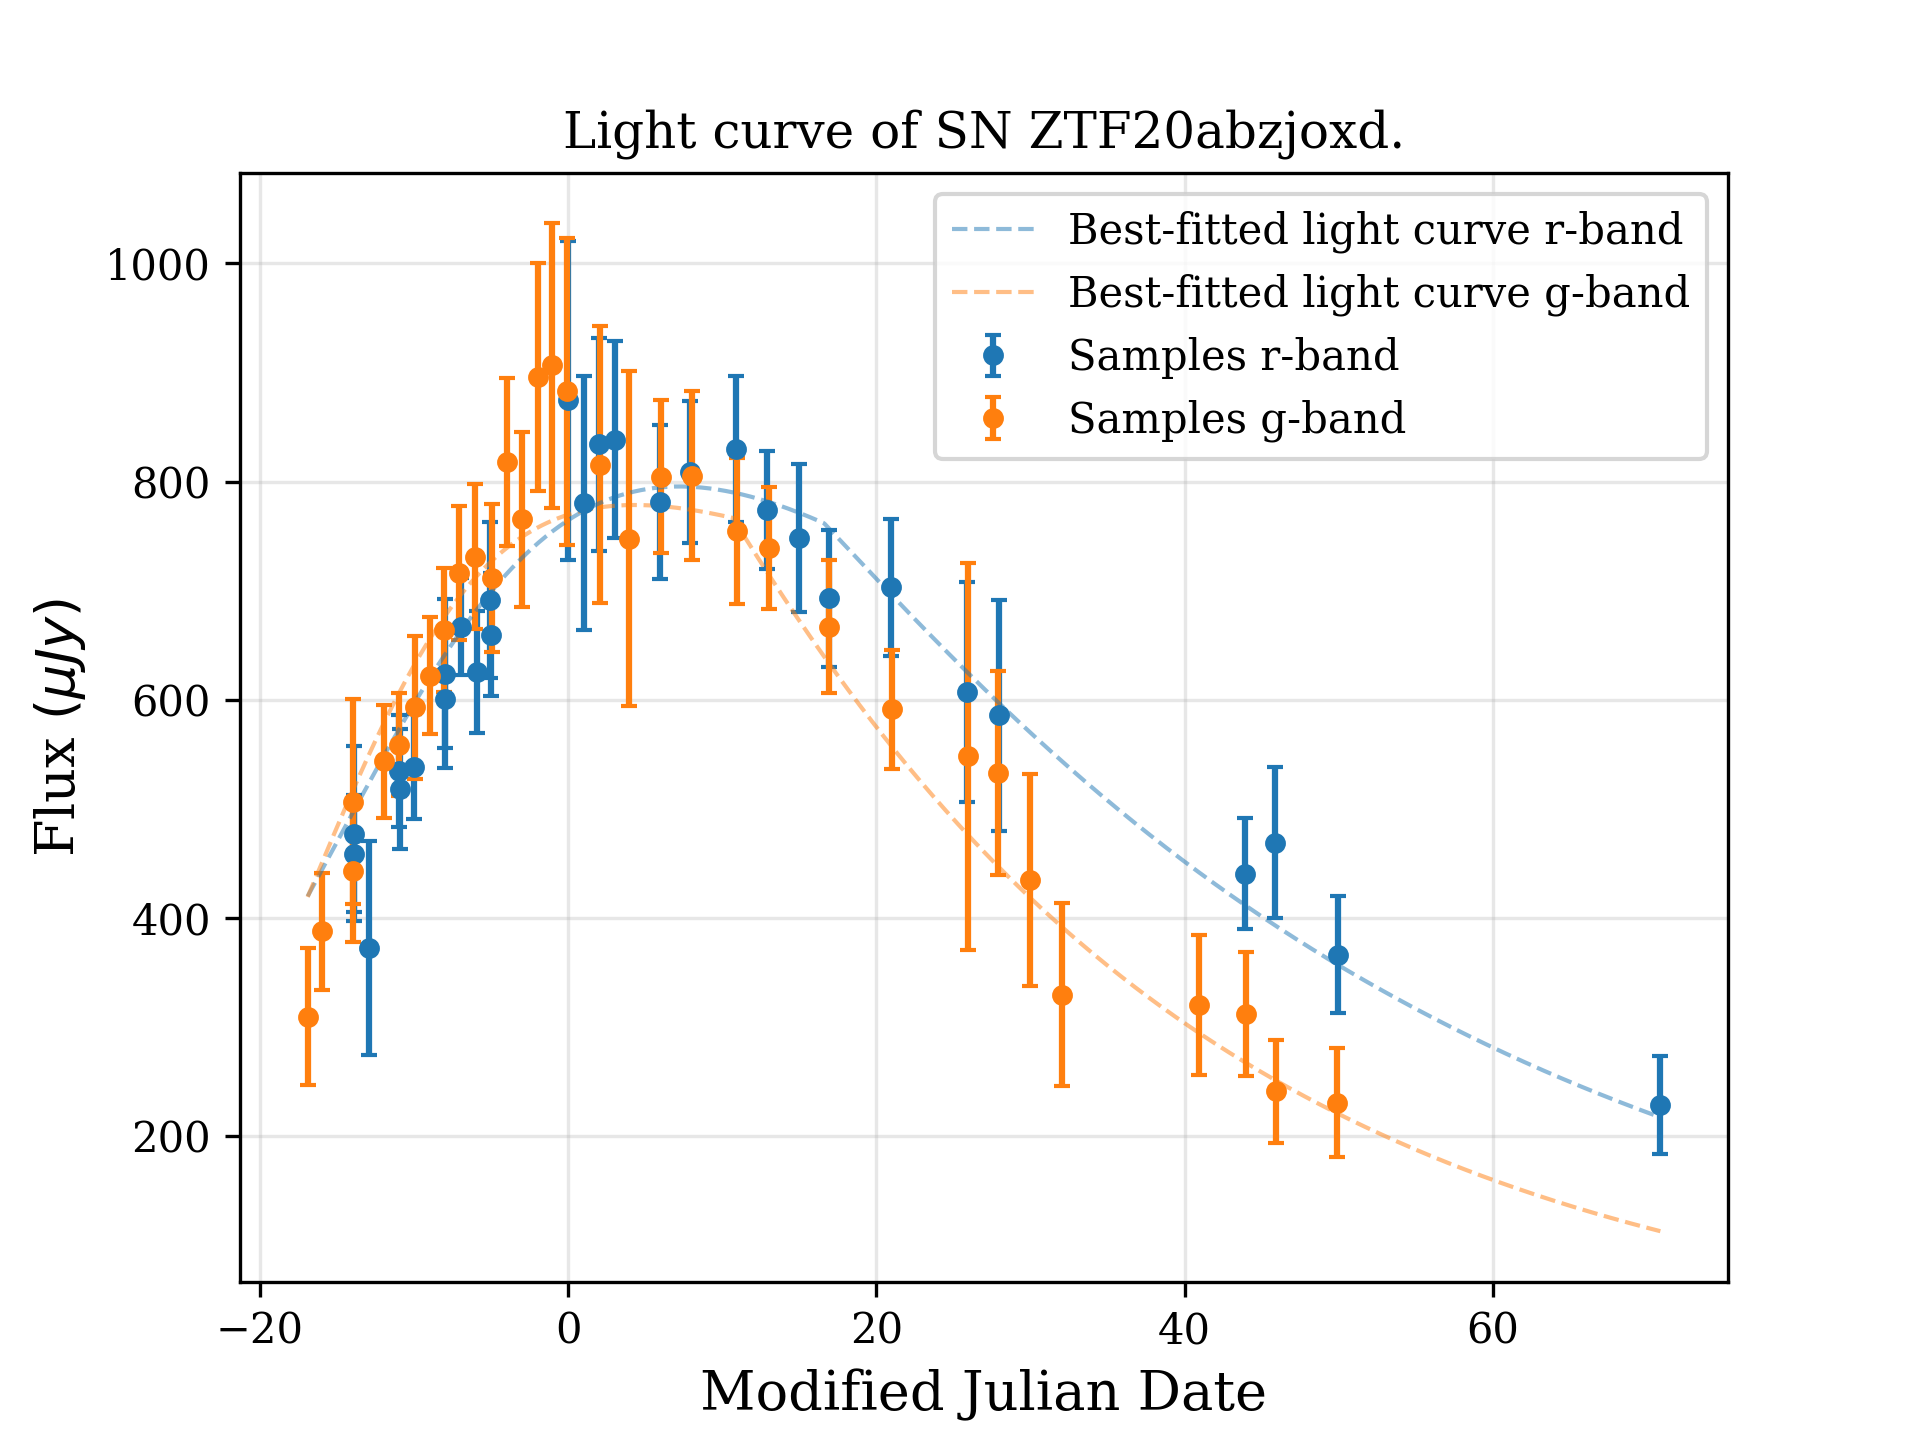 Light curve of SN ZTF20abzjoxd.
Best-fitted light curve r-band
Best-fitted light curve g-band
Samples r-band
Samples g-band
1000
800
600
400
200
Flux (μJy)
−20 0 20 40 60
Modified Julian Date